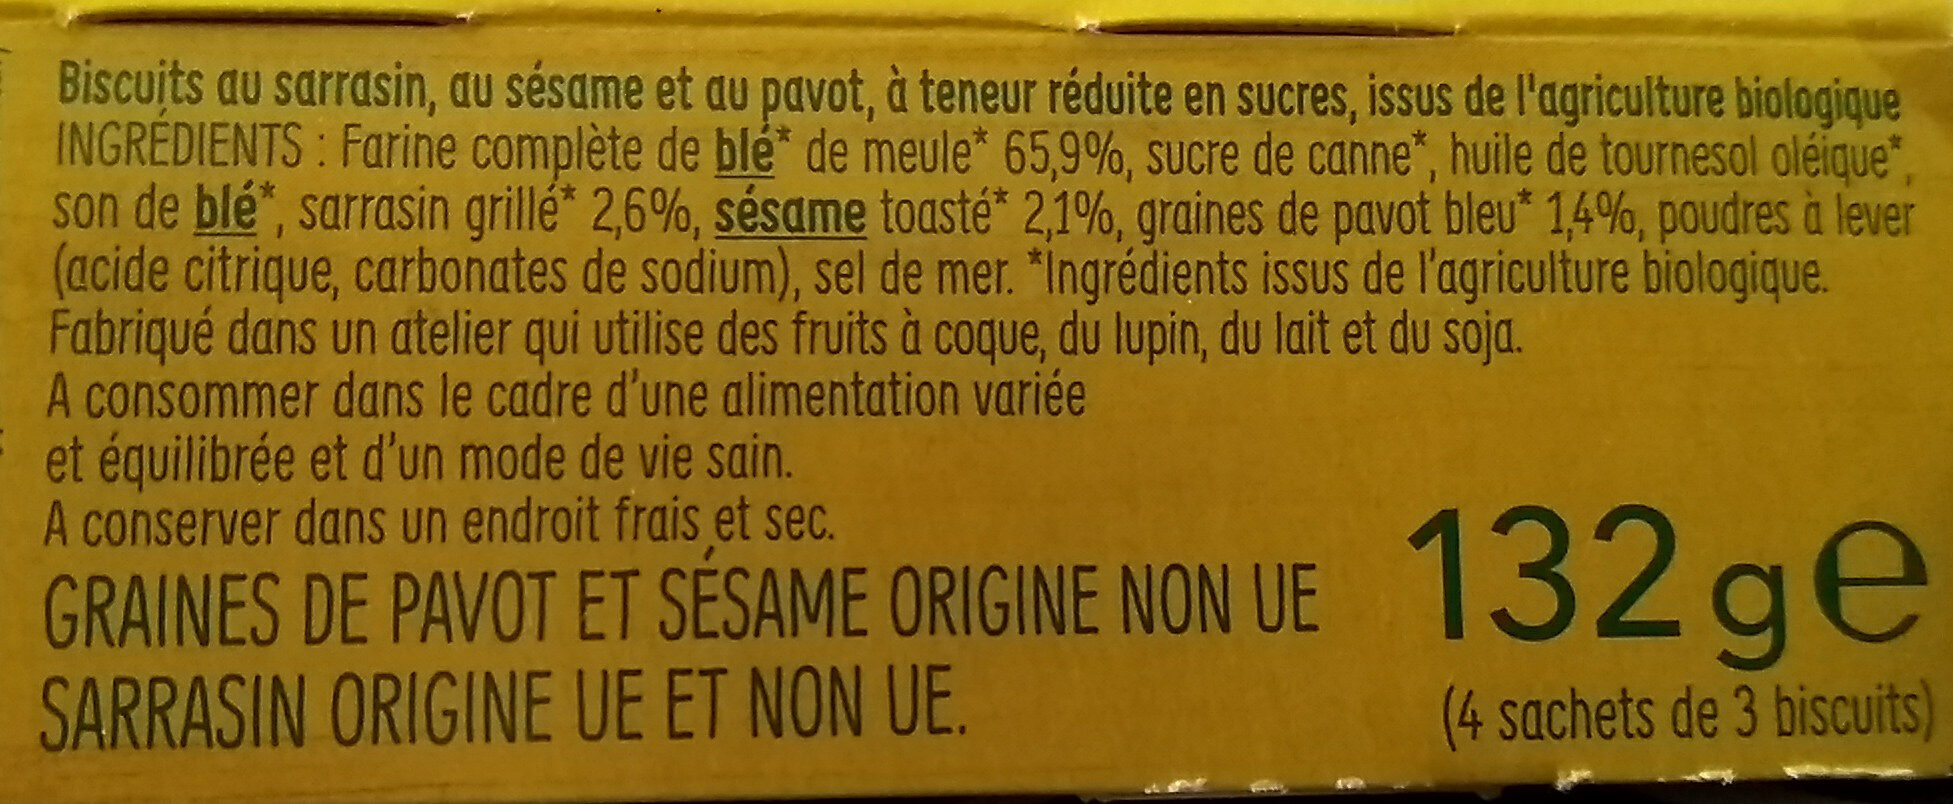 Biscuits au sarrasin, au sésame et au pavot, à teneur réduite en sucres, issus de l'agriculture biologique
INGRÉDIENTS : Farine complète de blé* de meule* 65,9%, sucre de canne*, huile de tournesol oléique*,
son de blé*, sarrasin grillé* 2,6%, sésame toasté* 2,1%, graines de pavot bleu* 1,4%, poudres à lever
(acide citrique, carbonates de sodium), sel de mer. *Ingrédients issus de l'agriculture biologique.
Fabriqué dans un atelier qui utilise des fruits à coque, du lupin, du lait et du soja.
A consommer dans le cadre d'une alimentation variée
et équilibrée et d'un mode de vie sain.
A conserver dans un endroit frais et sec.
GRAINES DE PAVOT ET SÉSAME ORIGINE NON UE
SARRASIN ORIGINE UE ET NON UE.
132 g e
(4 sachets de 3 biscuits)